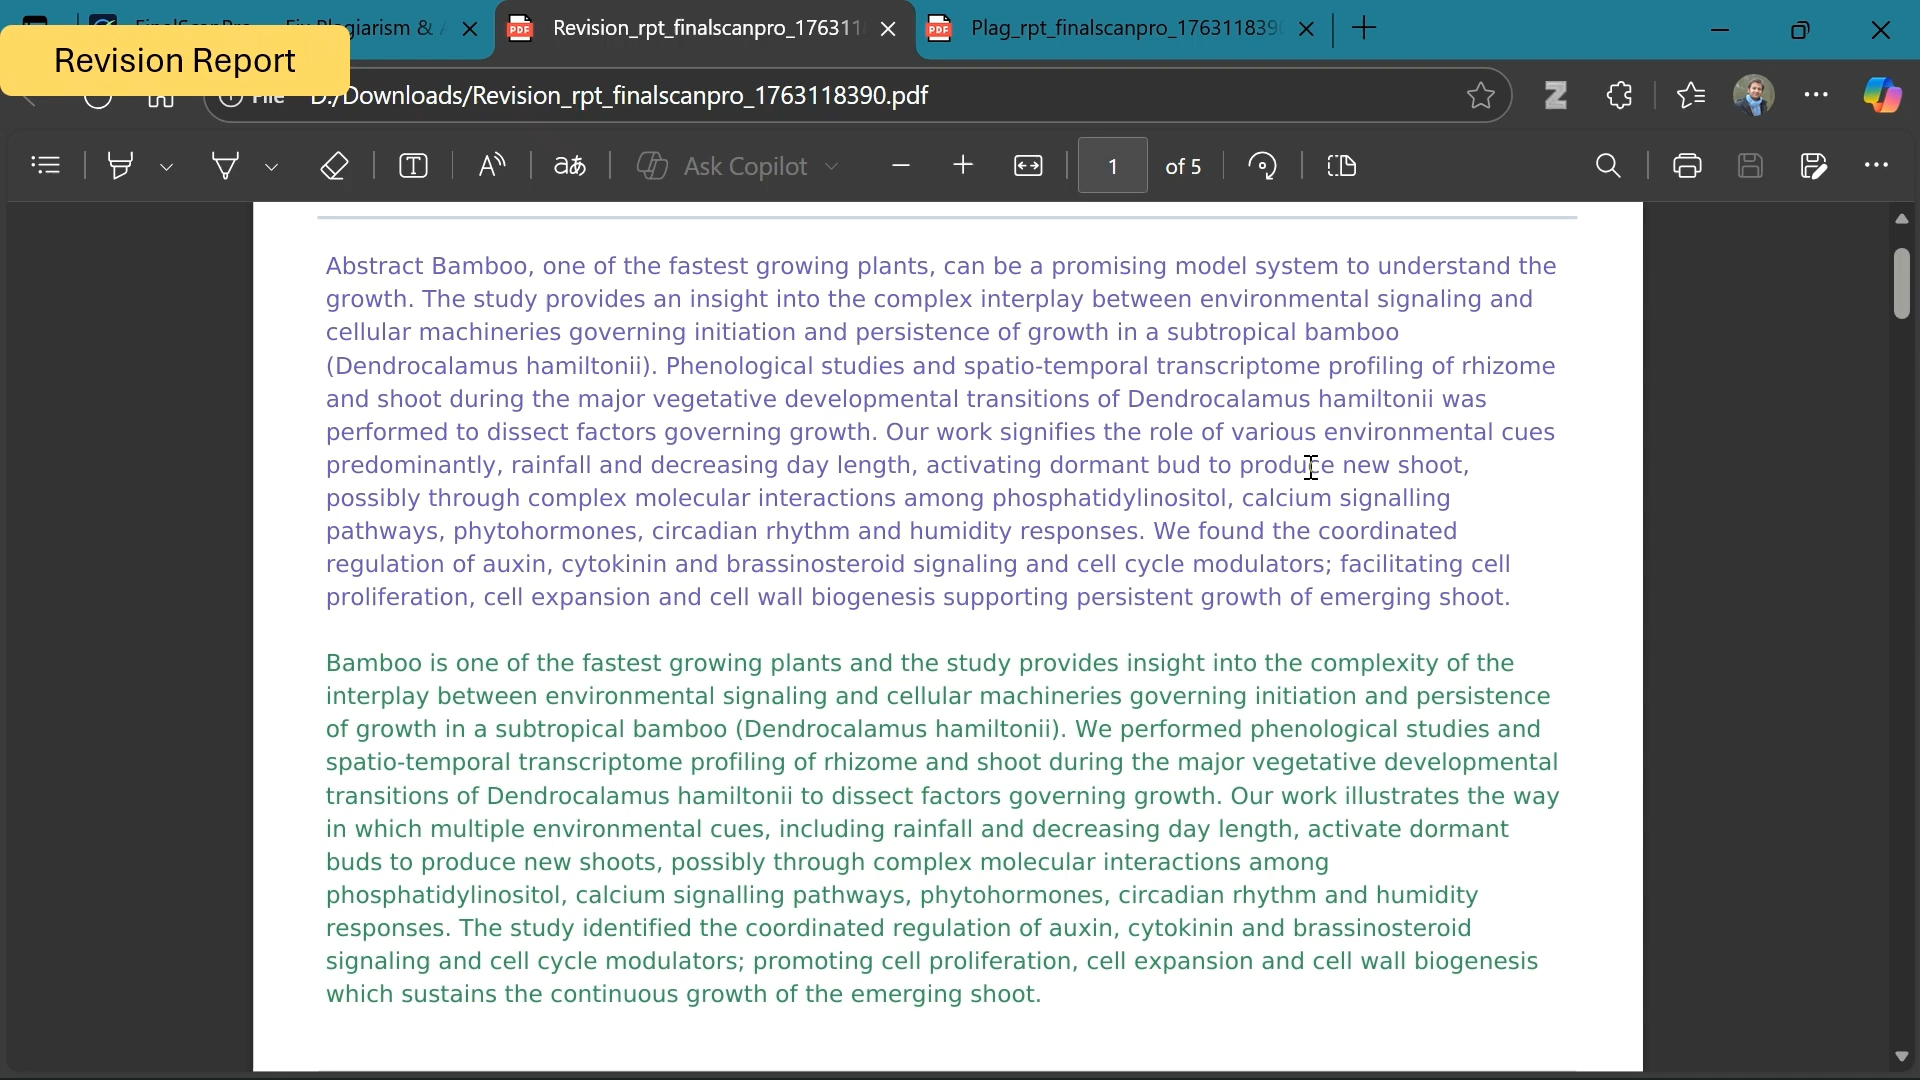 giarism &
Revision_rpt_finalscanpro_176311
Plag_rpt_finalscanpro_1763118390
Revision Report
File
D:/Downloads/Revision_rpt_finalscanpro_1763118390.pdf
Ask Copilot
1 of 5
Abstract Bamboo, one of the fastest growing plants, can be a promising model system to understand the
growth. The study provides an insight into the complex interplay between environmental signaling and
cellular machineries governing initiation and persistence of growth in a subtropical bamboo
(Dendrocalamus hamiltonii). Phenological studies and spatio-temporal transcriptome profiling of rhizome
and shoot during the major vegetative developmental transitions of Dendrocalamus hamiltonii was
performed to dissect factors governing growth. Our work signifies the role of various environmental cues
predominantly, rainfall and decreasing day length, activating dormant bud to produce new shoot,
possibly through complex molecular interactions among phosphatidylinositol, calcium signalling
pathways, phytohormones, circadian rhythm and humidity responses. We found the coordinated
regulation of auxin, cytokinin and brassinosteroid signaling and cell cycle modulators; facilitating cell
proliferation, cell expansion and cell wall biogenesis supporting persistent growth of emerging shoot.
Bamboo is one of the fastest growing plants and the study provides insight into the complexity of the
interplay between environmental signaling and cellular machineries governing initiation and persistence
of growth in a subtropical bamboo (Dendrocalamus hamiltonii). We performed phenological studies and
spatio-temporal transcriptome profiling of rhizome and shoot during the major vegetative developmental
transitions of Dendrocalamus hamiltonii to dissect factors governing growth. Our work illustrates the way
in which multiple environmental cues, including rainfall and decreasing day length, activate dormant
buds to produce new shoots, possibly through complex molecular interactions among
phosphatidylinositol, calcium signalling pathways, phytohormones, circadian rhythm and humidity
responses. The study identified the coordinated regulation of auxin, cytokinin and brassinosteroid
signaling and cell cycle modulators; promoting cell proliferation, cell expansion and cell wall biogenesis
which sustains the continuous growth of the emerging shoot.